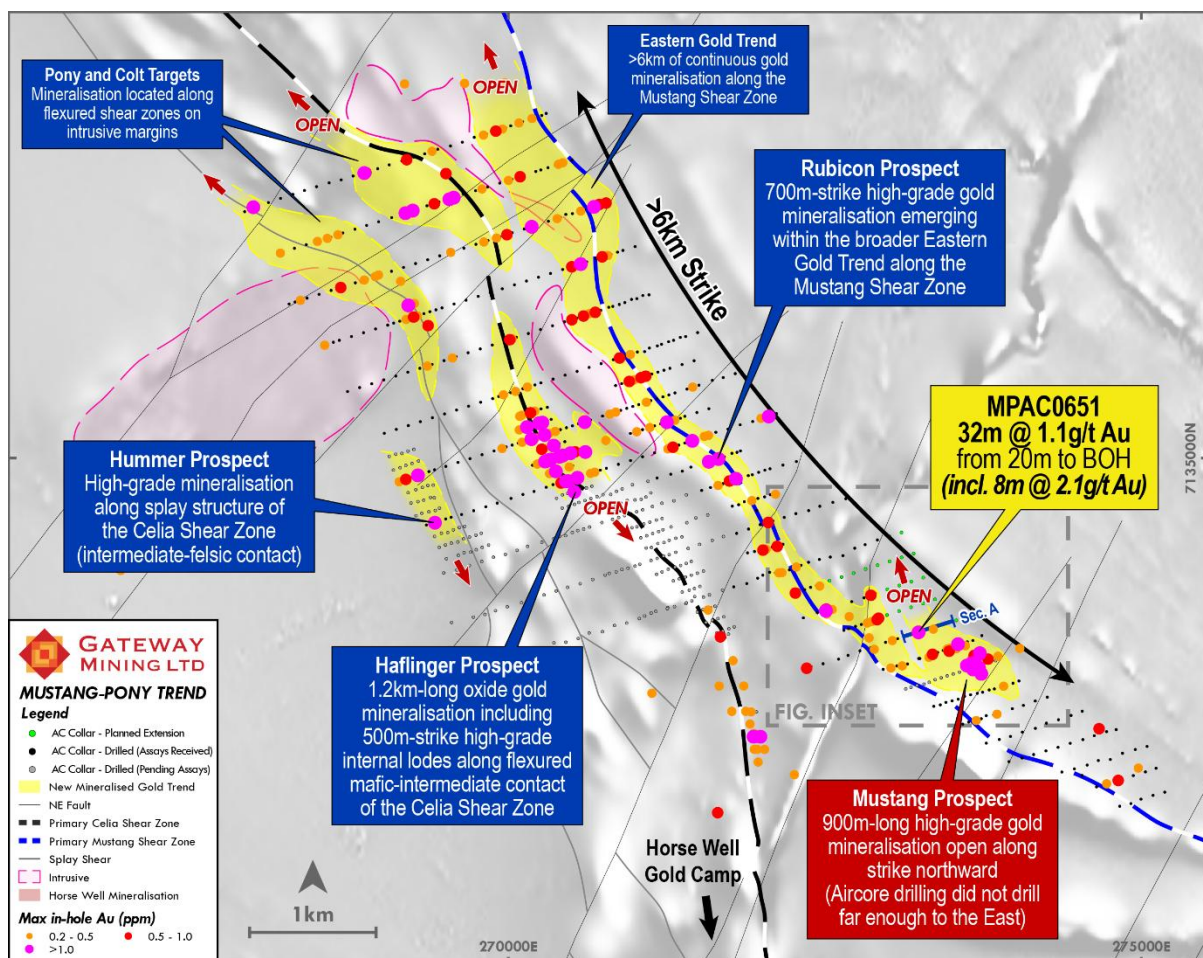 Pony and Colt Targets
Mineralisation located along
flexured shear zones on
intrusive margins
OPEN
OPEN
Eastern Gold Trend
>6km of continuous gold
mineralisation along the
Mustang Shear Zone
>6km Strike
Rubicon Prospect
700m-strike high-grade gold
mineralisation emerging
within the broader Eastern
Gold Trend along the
Mustang Shear Zone
MPAC0651
32m @ 1.1g/t Au
from 20m to BOH
(incl. 8m @ 2.1g/t Au)
7135000N
Hummer Prospect
High-grade mineralisation
along splay structure
of the Celia Shear Zone
(intermediate-felsic contact)
OPEN
OPEN
Sec. A
FIG. INSET
Haflinger Prospect
1.2km-long oxide gold
mineralisation including
500m-strike high-grade
internal lodes along flexured
mafic-intermediate contact
of the Celia Shear Zone
Mustang Prospect
900m-long high-grade gold
mineralisation open along
strike northward
(Aircore drilling did not drill
far enough to the East)
Horse Well
Gold Camp
GATEWAY
MINING LTD
MUSTANG-PONY TREND
Legend
AC Collar - Planned Extension
AC Collar - Drilled (Assays Received)
AC Collar - Drilled (Pending Assays)
New Mineralised Gold Trend
NE Fault
Primary Celia Shear Zone
Primary Mustang Shear Zone
Splay Shear
Intrusive
Horse Well Mineralisation
Max in-hole Au (ppm)
0.2 - 0.5
0.5 - 1.0
>1.0
1km
270000E
275000E